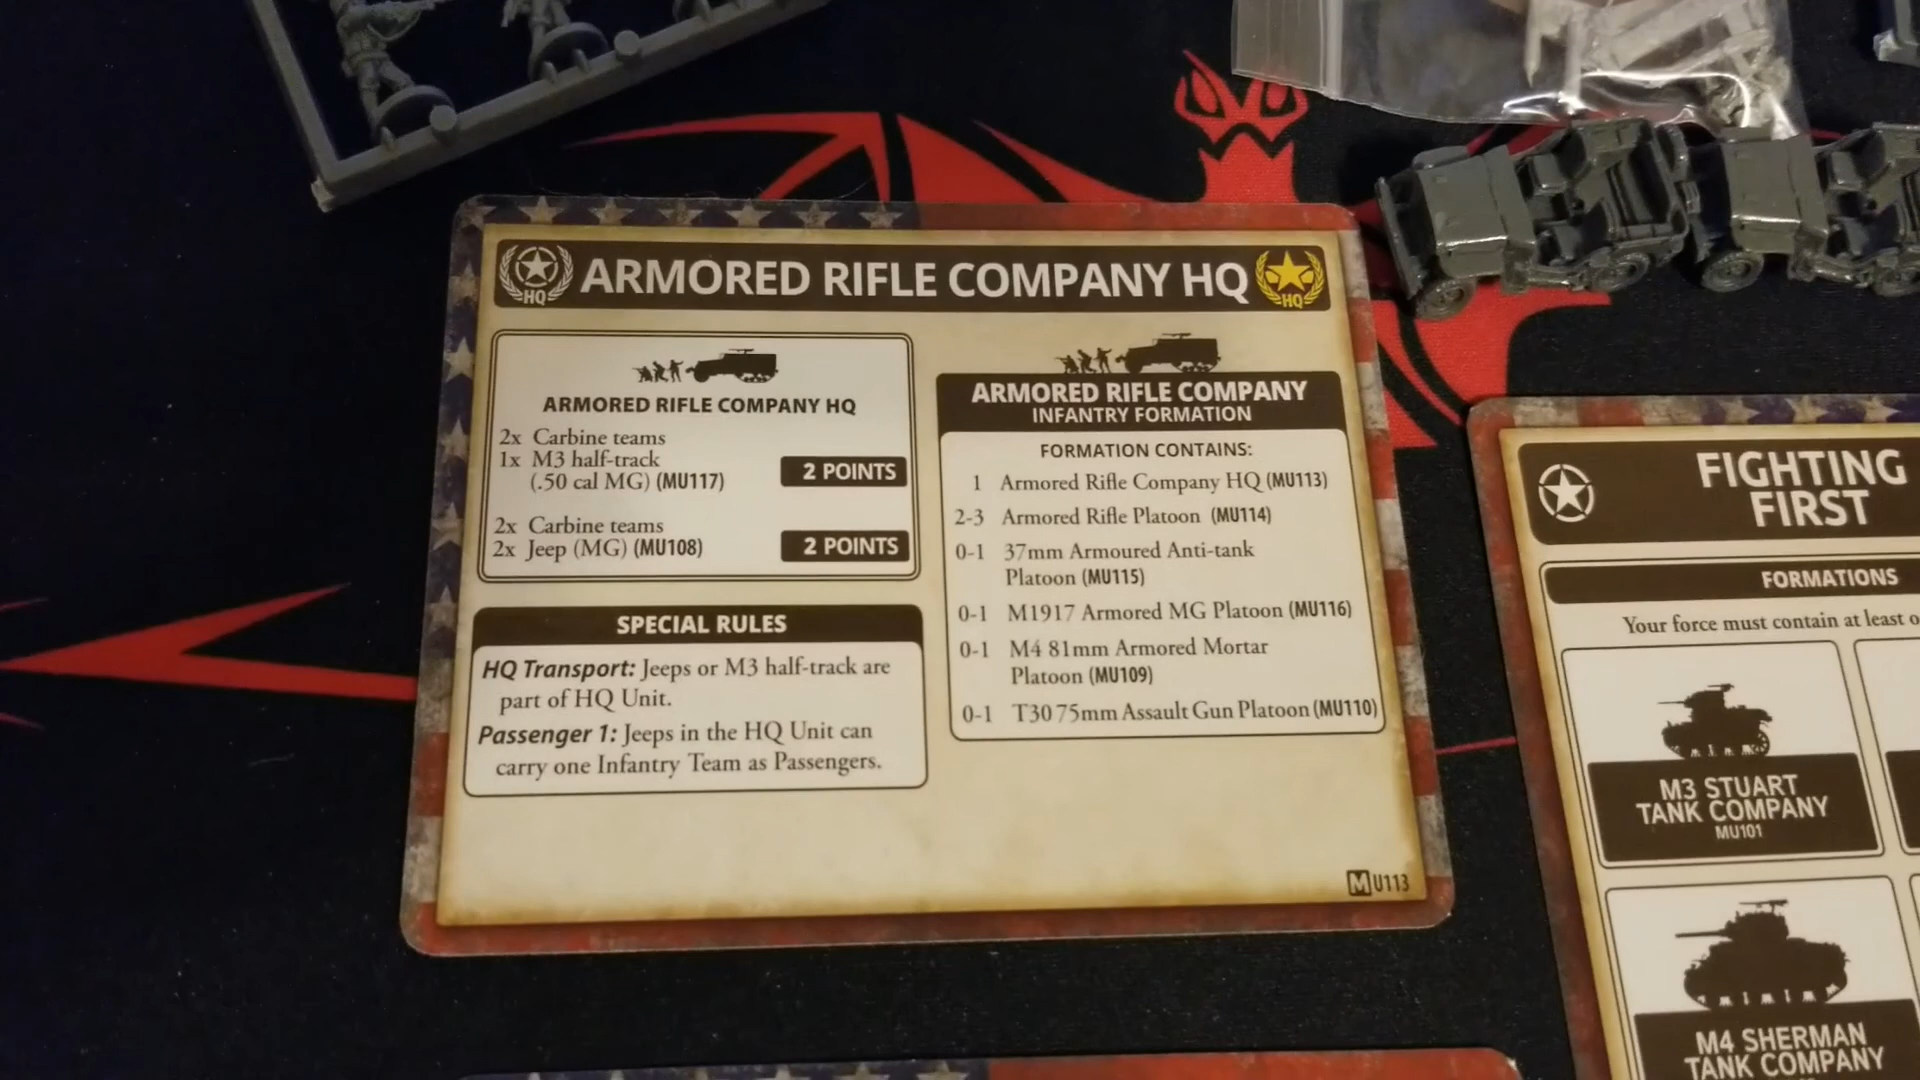 HQ ARMORED RIFLE COMPANY HQ HQ
ARMORED RIFLE COMPANY HQ
2x Carbine teams
1x M3 half-track
(.50 cal MG) (MU117) 2 POINTS
2x Carbine teams
2x Jeep (MG) (MU108) 2 POINTS
SPECIAL RULES
HQ Transport: Jeeps or M3 half-track are
part of HQ Unit.
Passenger 1: Jeeps in the HQ Unit can
carry one Infantry Team as Passengers.
ARMORED RIFLE COMPANY
INFANTRY FORMATION
FORMATION CONTAINS:
1 Armored Rifle Company HQ (MU113)
2-3 Armored Rifle Platoon (MU114)
0-1 37mm Armoured Anti-tank
Platoon (MU115)
0-1 M1917 Armored MG Platoon (MU116)
0-1 M4 81mm Armored Mortar
Platoon (MU109)
0-1 T30 75mm Assault Gun Platoon (MU110)
MU113
FIGHTING
FIRST
FORMATIONS
Your force must contain at least
M3 STUART
TANK COMPANY
MU101
M4 SHERMAN
TANK COMPANY